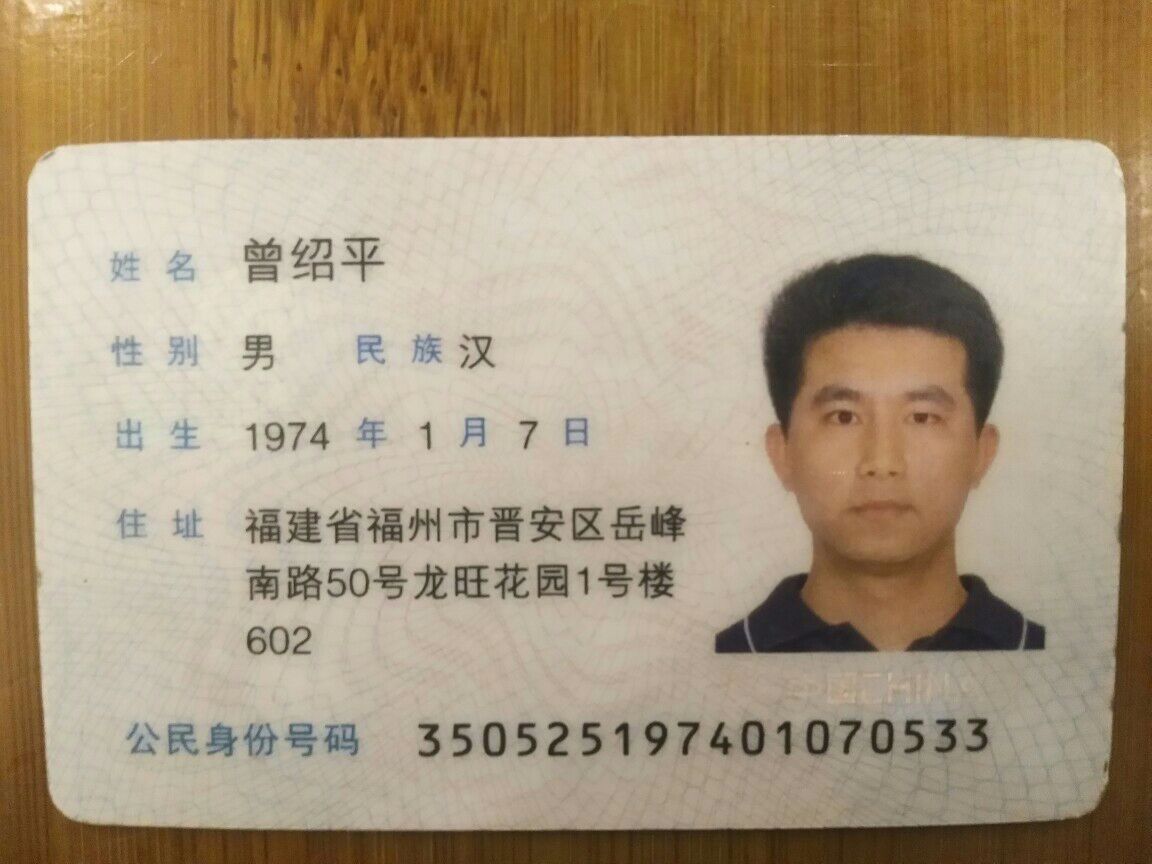 姓名 曾绍平
性别 男 民族 汉
出生 1974 年 1 月 7 日
住址 福建省福州市晋安区岳峰
南路50号龙旺花园1号楼
602
中国CHINA
公民身份号码 350525197401070533